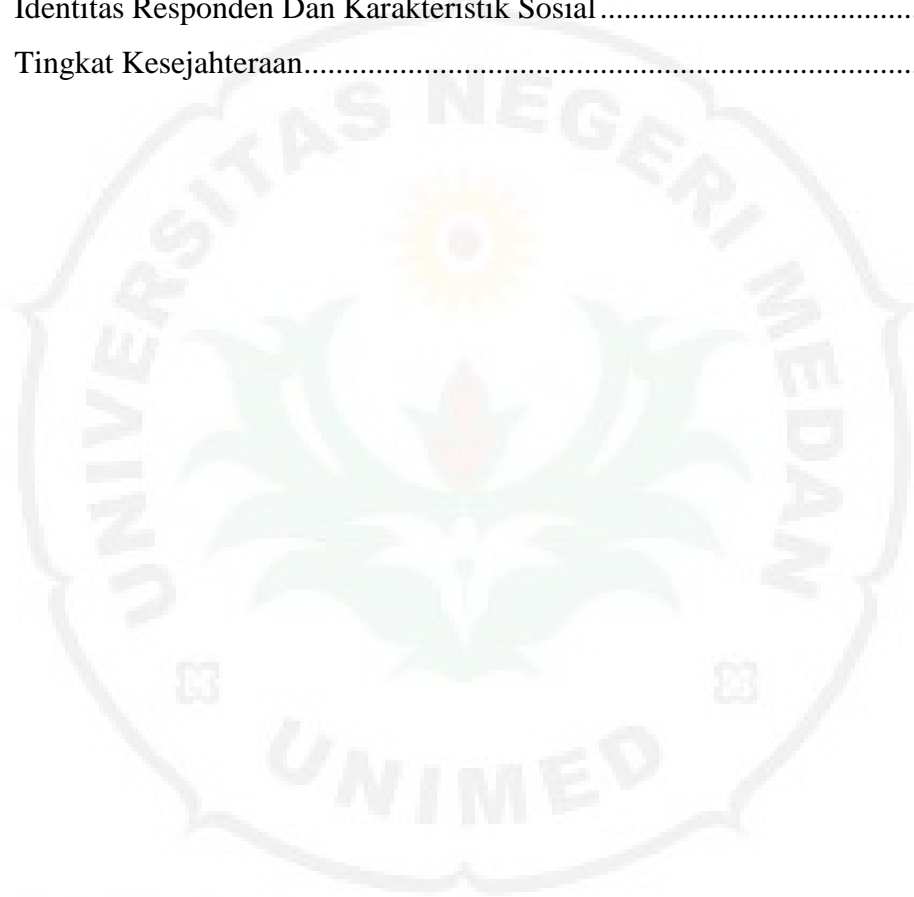 Identitas Responden Dan Karakteristik Sosial.......................................
Tingkat Kesejahteraan............................................................................
UNIVERSITAS NEGERI MEDAN
UNIMED